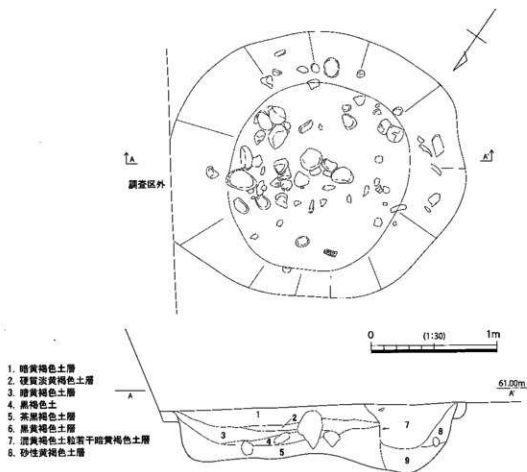 A
A'
調査区外
0 (1:30) 1m
1. 暗黄褐色土層
2. 硬質淡黄褐色土層
3. 暗黄褐色土層
4. 黒褐色土
5. 茶黒褐色土層
6. 黒黄褐色土層
7. 混黄褐色土粒若干暗黄褐色土層
8. 砂性黄褐色土層
A
61.00m
A'
1
2
3
4
5
7
8
9